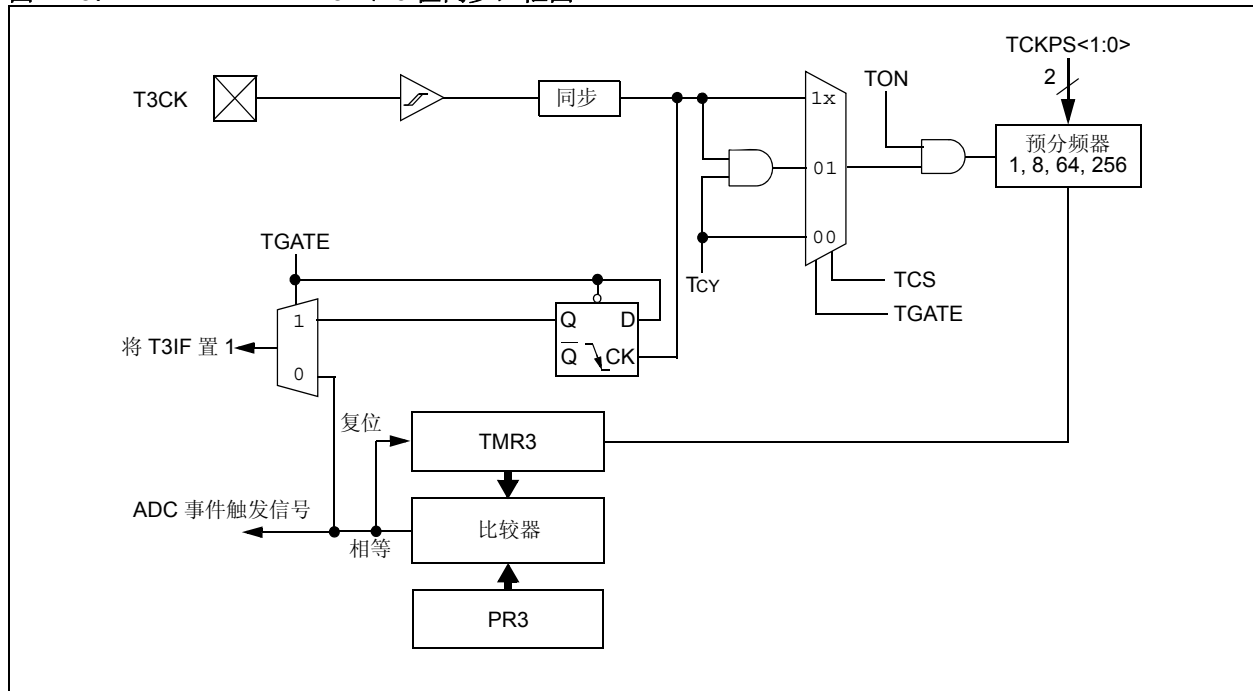 TCKPS<1:0>
2
TON
T3CK
同步
1x
01
00
预分频器
1, 8, 64, 256
TGATE
TCY
TCS
TGATE
1
0
Q D
Q CK
将 T3IF 置 1
复位
TMR3
ADC 事件触发信号
相等
比较器
PR3